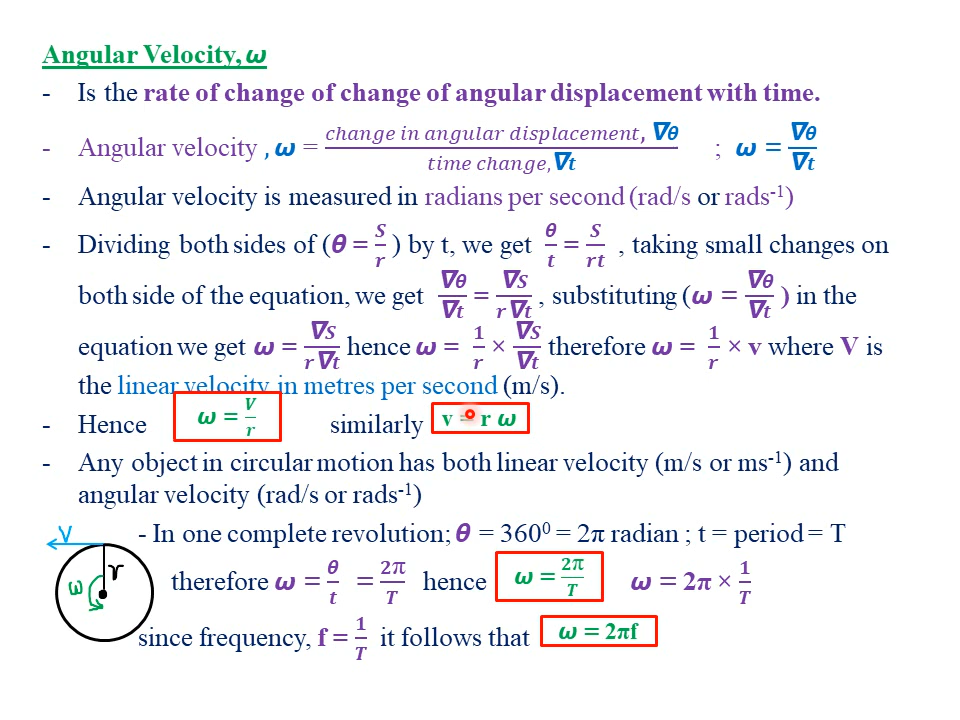 Angular Velocity, ω
- Is the rate of change of change of angular displacement with time.
- Angular velocity , ω = change in angular displacement, ∇θ / time change, ∇t ; ω = ∇θ/∇t
- Angular velocity is measured in radians per second (rad/s or rads⁻¹)
- Dividing both sides of (θ = S/r ) by t, we get θ/t = S/rt , taking small changes on
both side of the equation, we get ∇θ/∇t = ∇S/r∇t , substituting (ω = ∇θ/∇t ) in the
equation we get ω = ∇S/r∇t hence ω = 1/r × ∇S/∇t therefore ω = 1/r × v where V is
the linear velocity in metres per second (m/s).
- Hence ω = V/r similarly v = r ω
- Any object in circular motion has both linear velocity (m/s or ms⁻¹) and
angular velocity (rad/s or rads⁻¹)
- In one complete revolution; θ = 360⁰ = 2π radian ; t = period = T
therefore ω = θ/t = 2π/T hence ω = 2π/T ω = 2π × 1/T
since frequency, f = 1/T it follows that ω = 2πf
V
r
ω